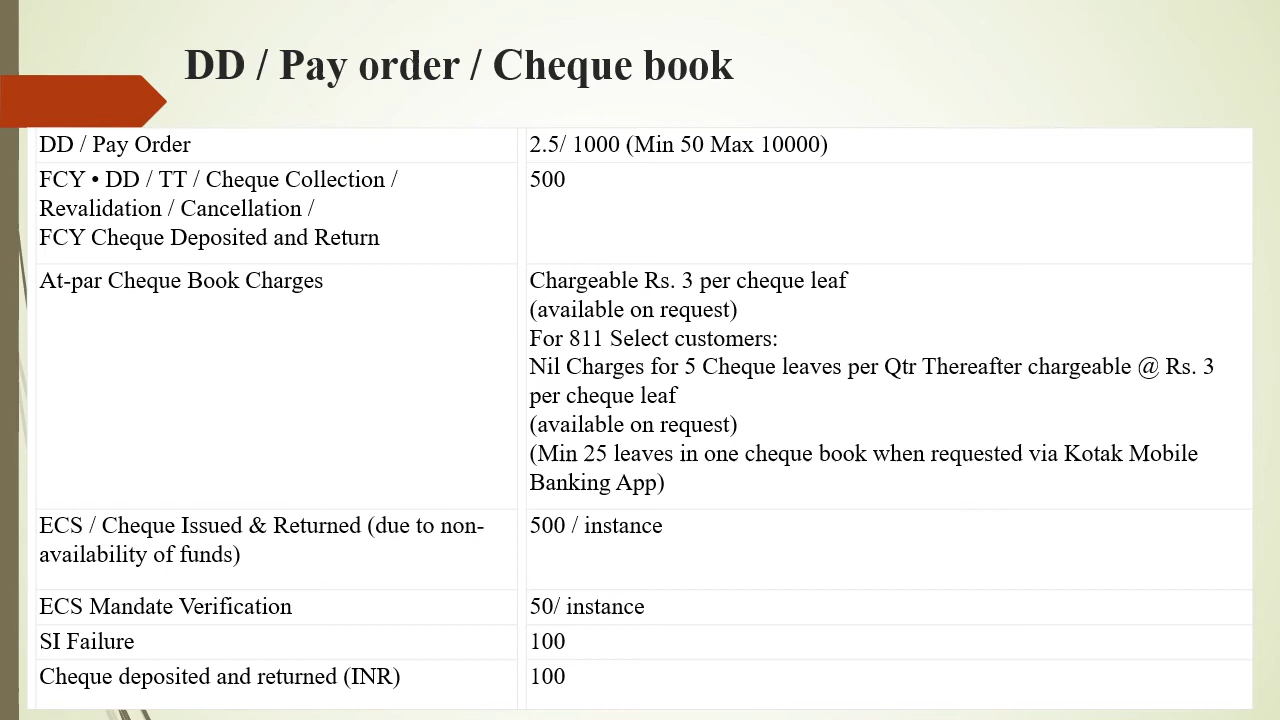 DD / Pay order / Cheque book
DD / Pay Order
2.5/ 1000 (Min 50 Max 10000)
FCY • DD / TT / Cheque Collection /
Revalidation / Cancellation /
FCY Cheque Deposited and Return
500
At-par Cheque Book Charges
Chargeable Rs. 3 per cheque leaf
(available on request)
For 811 Select customers:
Nil Charges for 5 Cheque leaves per Qtr Thereafter chargeable @ Rs. 3
per cheque leaf
(available on request)
(Min 25 leaves in one cheque book when requested via Kotak Mobile
Banking App)
ECS / Cheque Issued & Returned (due to non-
availability of funds)
500 / instance
ECS Mandate Verification
50/ instance
SI Failure
100
Cheque deposited and returned (INR)
100